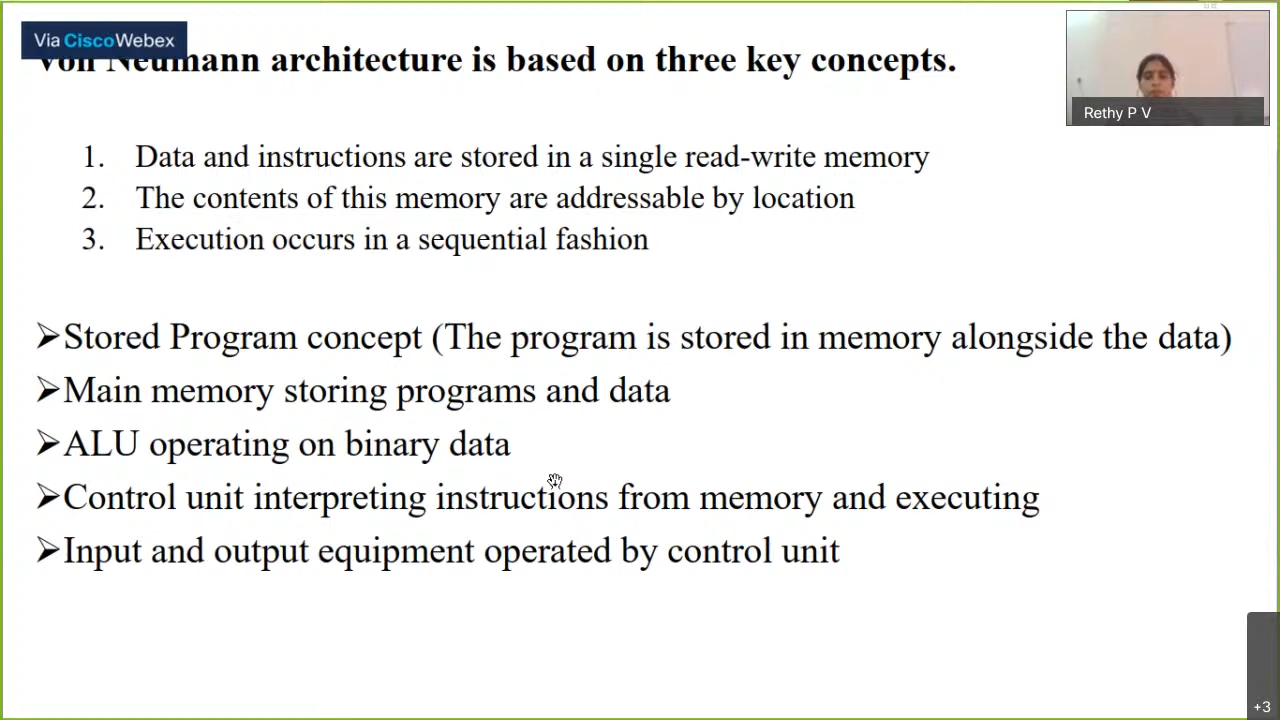 Via CiscoWebex
Von Neumann architecture is based on three key concepts.
Rethy P V
1. Data and instructions are stored in a single read-write memory
2. The contents of this memory are addressable by location
3. Execution occurs in a sequential fashion
➢Stored Program concept (The program is stored in memory alongside the data)
➢Main memory storing programs and data
➢ALU operating on binary data
➢Control unit interpreting instructions from memory and executing
➢Input and output equipment operated by control unit
+3